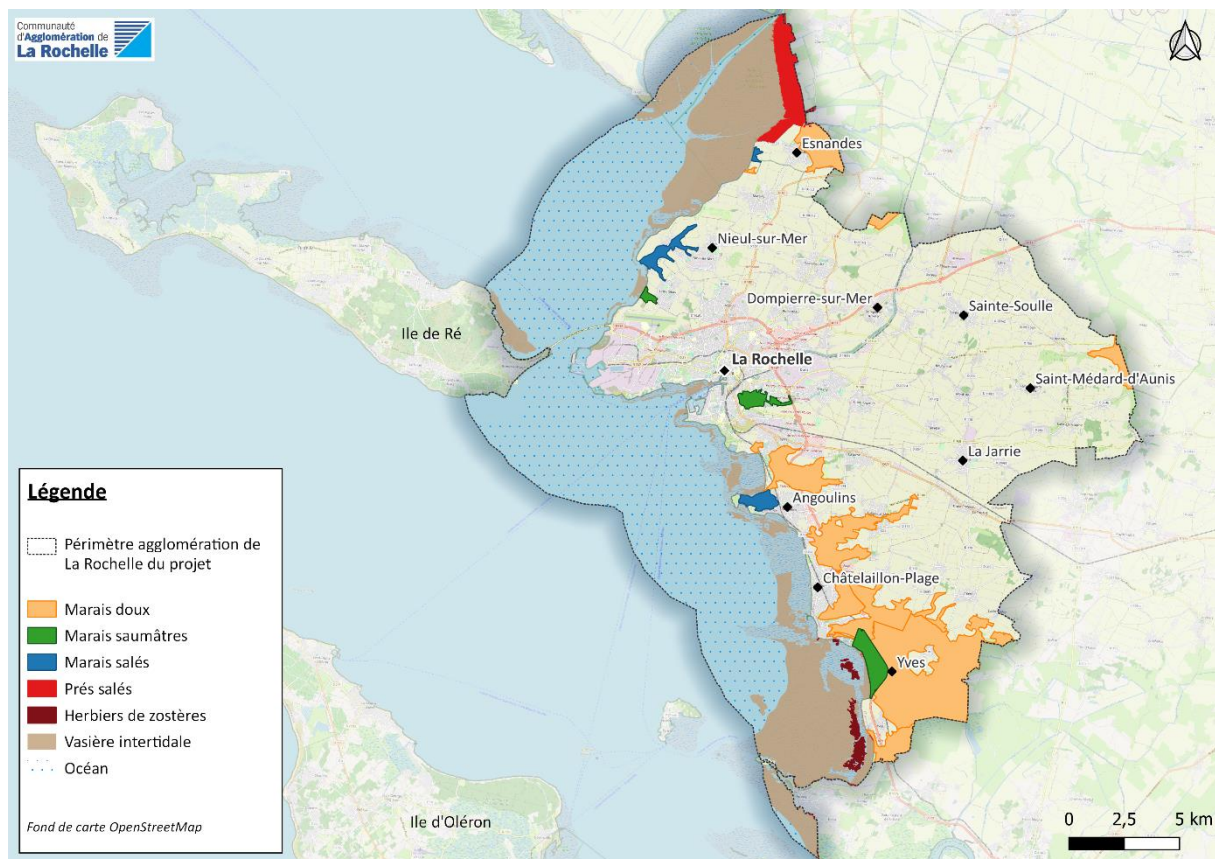 Communauté
d'Agglomération de
La Rochelle
Esnandes
Nieul-sur-Mer
Dompierre-sur-Mer
Sainte-Soulle
Ile de Ré
La Rochelle
Saint-Médard-d'Aunis
La Jarrie
Angoulins
Châtelaillon-Plage
Yves
Ile d'Oléron
Légende
Périmètre agglomération de
La Rochelle du projet
Marais doux
Marais saumâtres
Marais salés
Prés salés
Herbiers de zostères
Vasière intertidale
Océan
Fond de carte OpenStreetMap
0 2,5 5 km